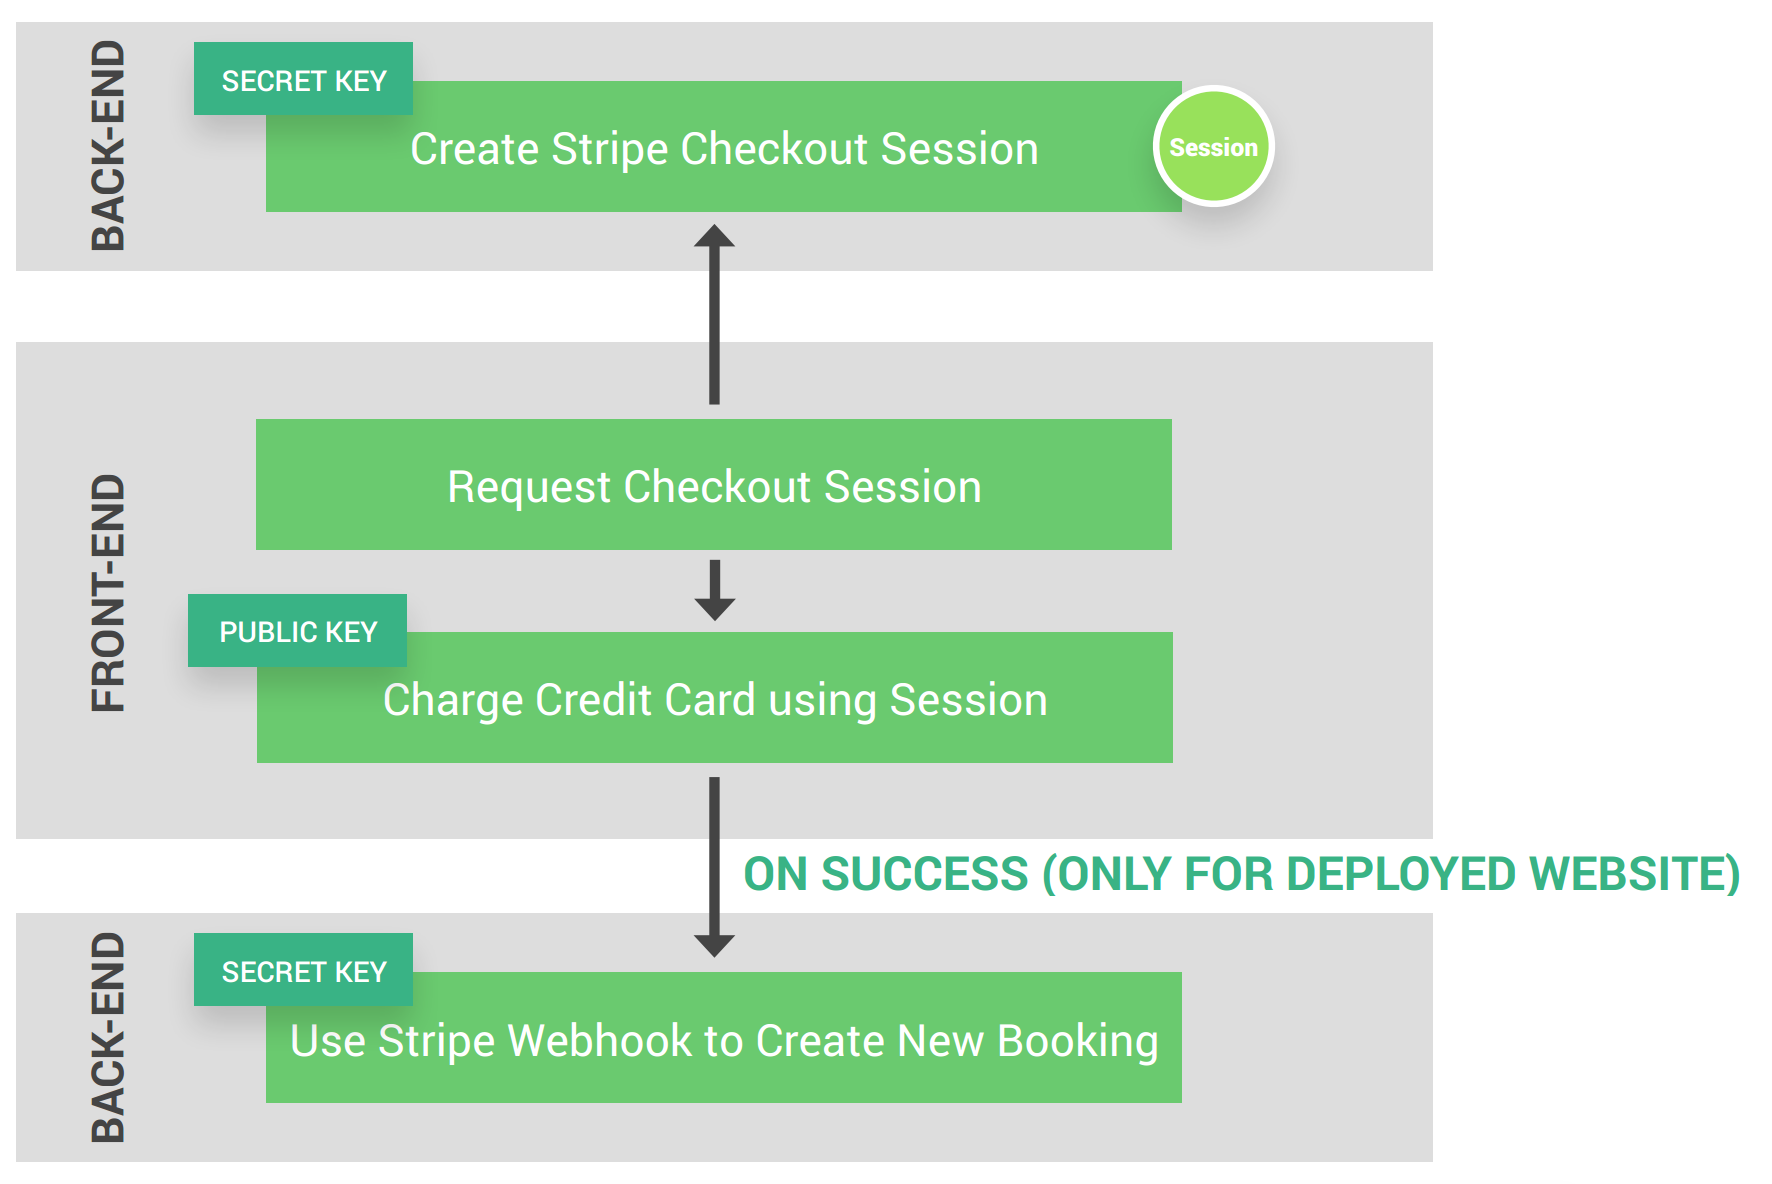 BACK-END
SECRET KEY
Create Stripe Checkout Session
Session
FRONT-END
Request Checkout Session
PUBLIC KEY
Charge Credit Card using Session
ON SUCCESS (ONLY FOR DEPLOYED WEBSITE)
BACK-END
SECRET KEY
Use Stripe Webhook to Create New Booking